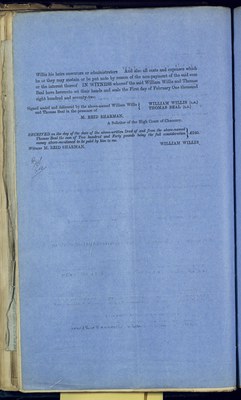 Willis his heirs executors or administrators And also all costs and expenses which
he or they may sustain or be put unto by reason of the non-payment of the said sum
or the interest thereof IN WITNESS whereof the said William Willis and Thomas
Beal have hereunto set their hands and seals the First day of February One thousand
eight hundred and seventy-two.
Signed sealed and delivered by the above-named William Willis
and Thomas Beal in the presence of
WILLIAM WILLIS (L.S.)
THOMAS BEAL (L.S.)
M. REID SHARMAN,
A Solicitor of the High Court of Chancery.
RECEIVED on the day of the date of the above-written Deed of and from the above-named
Thomas Beal the sum of Five hundred and thirty pounds being the full consideration
money above-mentioned to be paid by him to me.
Witness M. REID SHARMAN.
WILLIAM WILLIS.